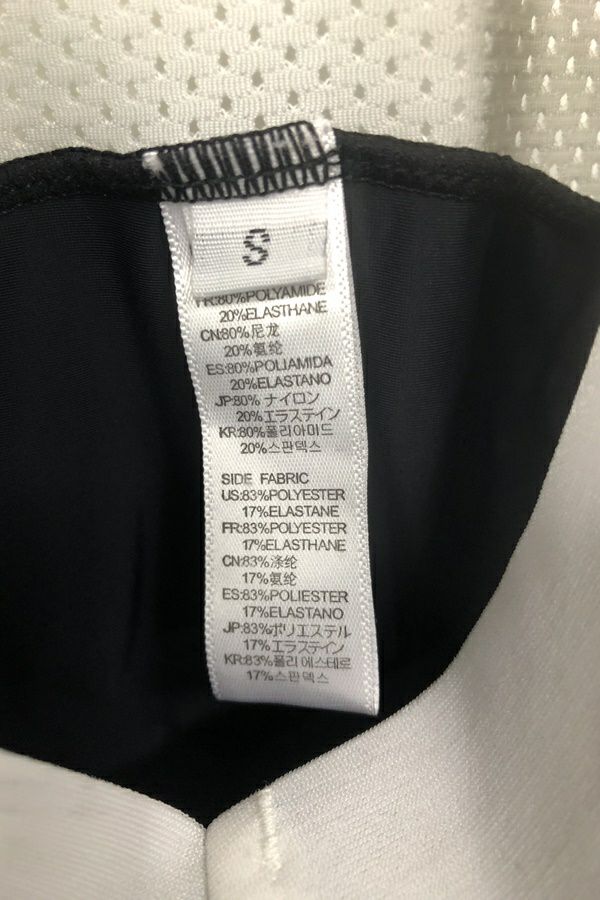 S
FR:80%POLYAMIDE
20%ELASTHANE
CN:80%尼龙
20%氨纶
ES:80%POLIAMIDA
20%ELASTANO
JP:80% ナイロン
20%エラステイン
KR:80%폴리아미드
20%스판덱스
SIDE FABRIC
US:83%POLYESTER
17%ELASTANE
FR:83%POLYESTER
17%ELASTHANE
CN:83%涤纶
17%氨纶
ES:83%POLIESTER
17%ELASTANO
JP:83%ポリエステル
17%エラステイン
KR:83%폴리에스테로
17%스판덱스